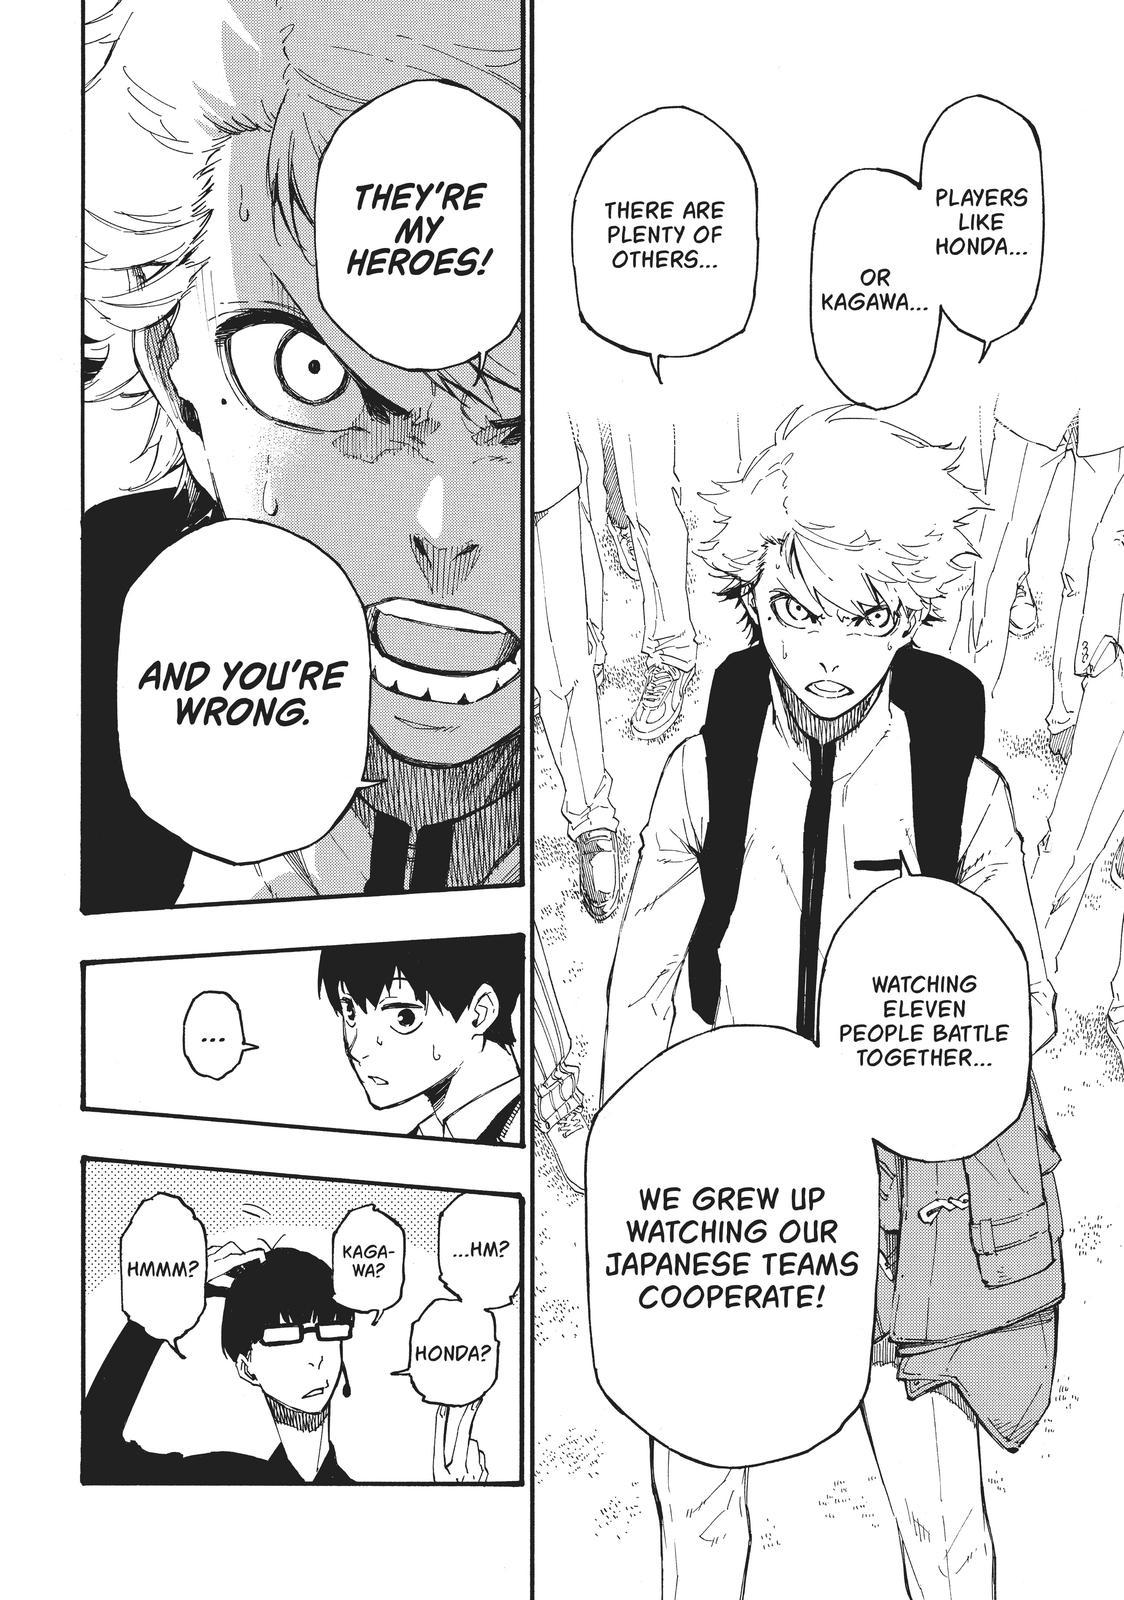 PLAYERS
LIKE
HONDA...
OR
KAGAWA...
THERE ARE
PLENTY OF
OTHERS...
WATCHING
ELEVEN
PEOPLE BATTLE
TOGETHER...
WE GREW UP
WATCHING OUR
JAPANESE TEAMS
COOPERATE!
THEY'RE
MY
HEROES!
AND YOU'RE
WRONG.
...
...HM?
HONDA?
KAGA-
WA?
HMMM?